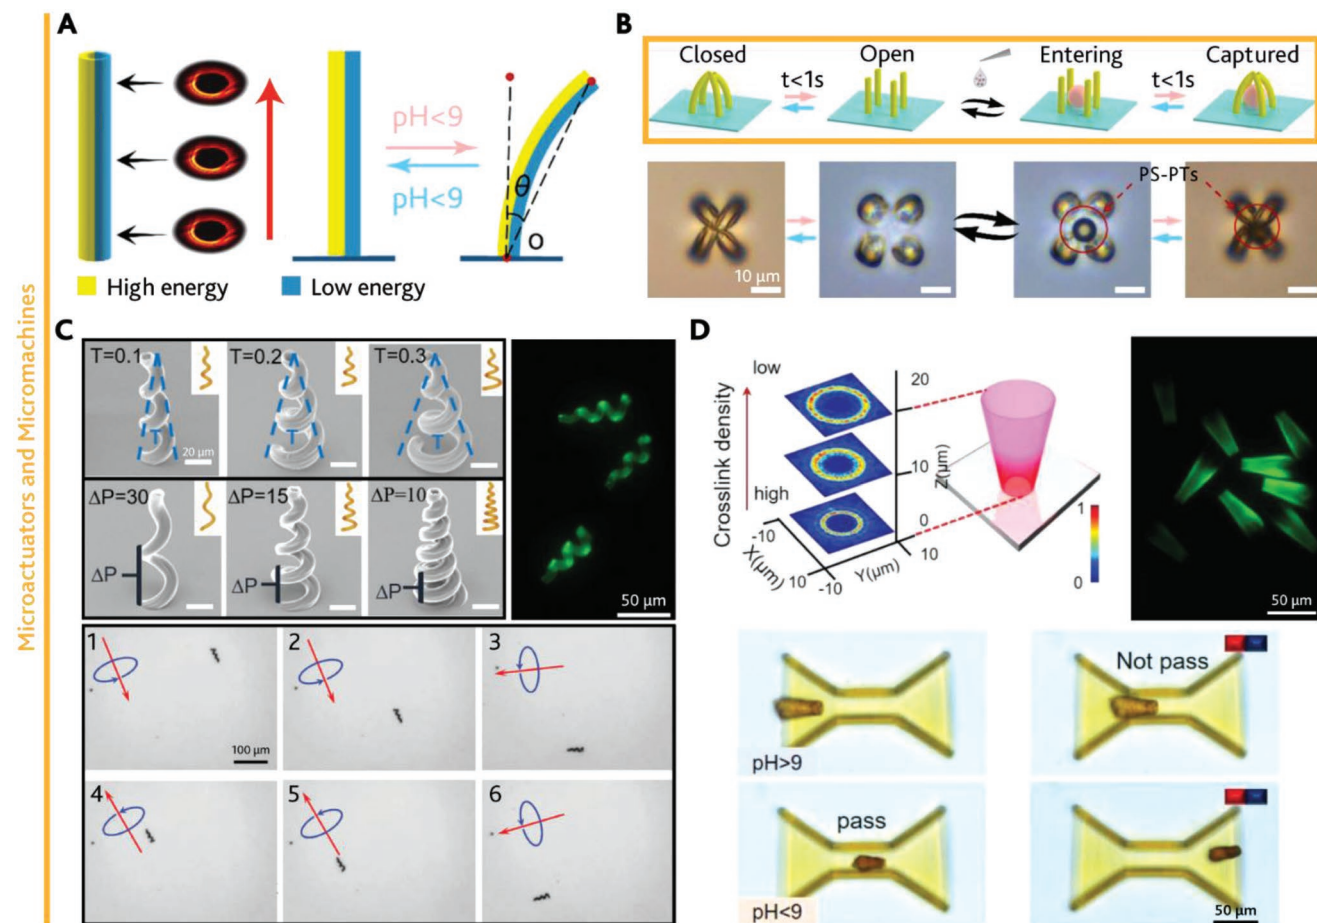 Microactuators and Micromachines
A
pH<9
pH<9
θ
O
High energy
Low energy
B
Closed
Open
Entering
Captured
t<1s
t<1s
PS-PTs
10 μm
C
T=0.1
T=0.2
T=0.3
T
T
T
20 μm
ΔP=30
ΔP=15
ΔP=10
ΔP
ΔP
ΔP
50 μm
1
2
3
100 μm
4
5
6
D
Crosslink density
low
high
20
10
0
Z(μm)
-10
X(μm)
10
-10
Y(μm)
10
1
0
50 μm
pH>9
Not pass
pass
pH<9
50 μm